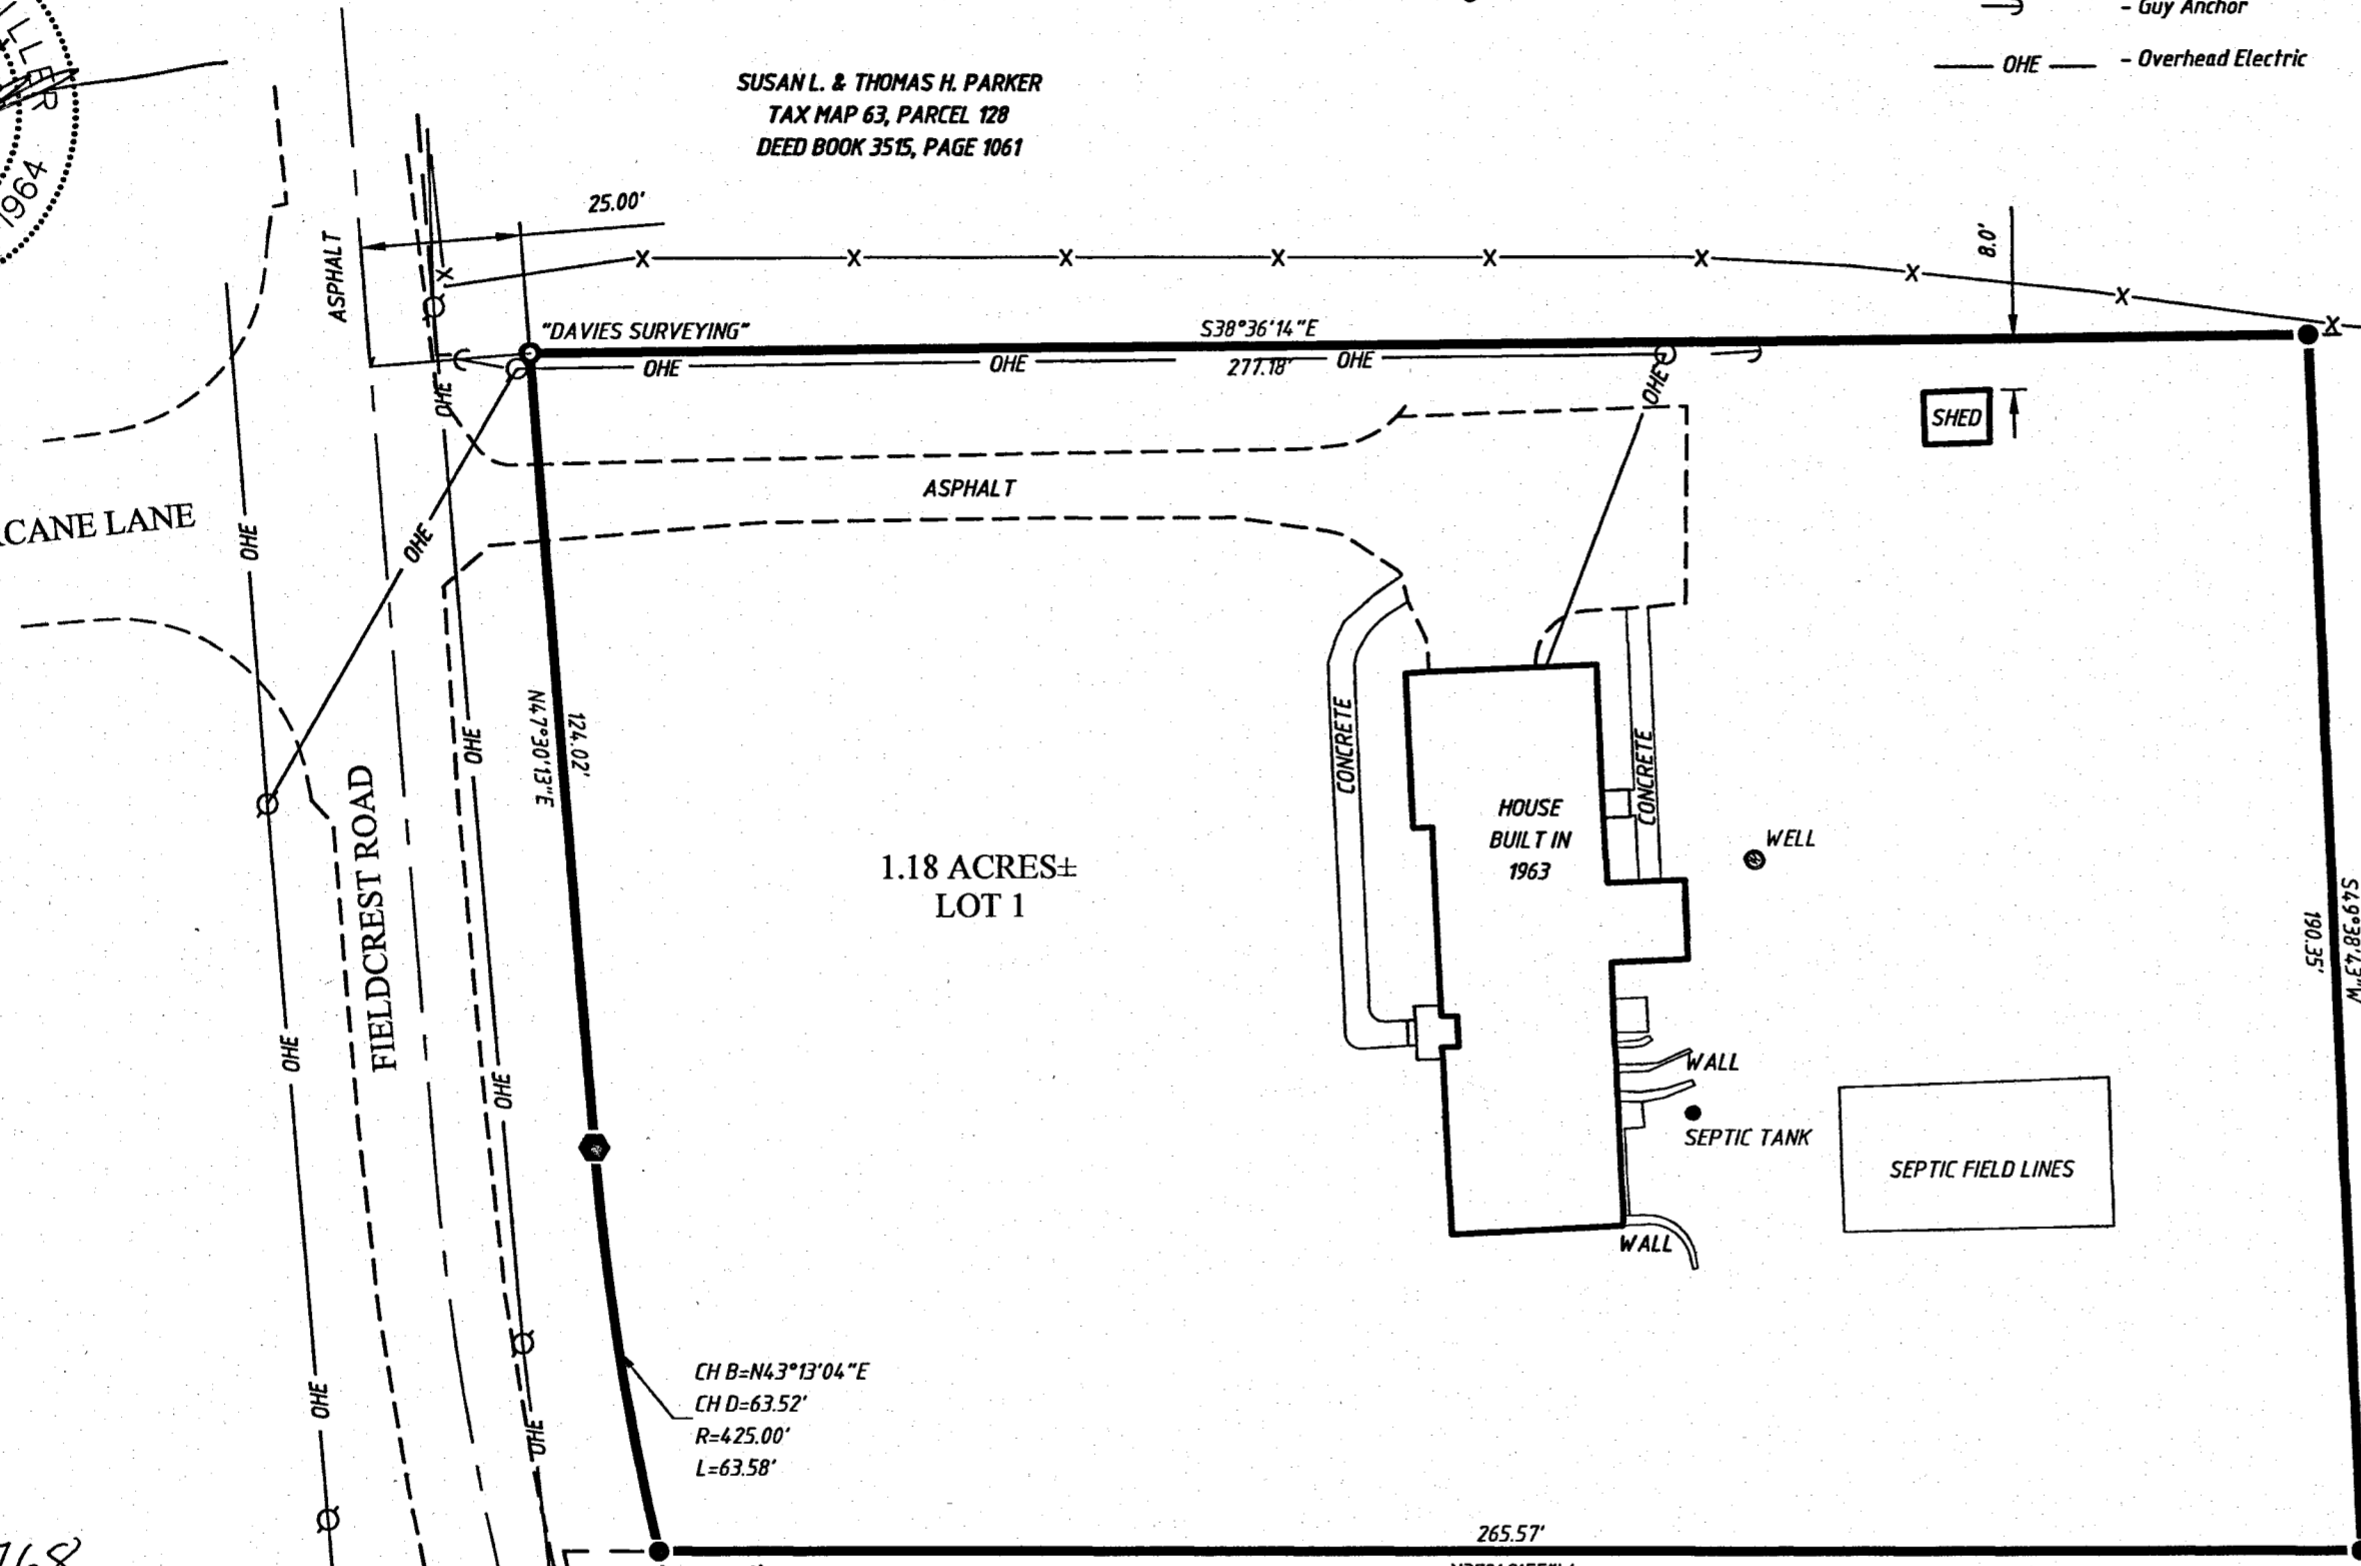 - Guy Anchor
OHE - Overhead Electric
SUSAN L. & THOMAS H. PARKER
TAX MAP 63, PARCEL 128
DEED BOOK 3515, PAGE 1061
1964
25.00'
ASPHALT
X X X X X X X X X X
8.0'
"DAVIES SURVEYING"
S38°36'14"E
277.18'
OHE OHE OHE
OHE
OHE
SHED
ASPHALT
CANE LANE
OHE
OHE
OHE
FIELDCREST ROAD
N47°30'13"E
124.02'
CONCRETE
CONCRETE
HOUSE
BUILT IN
1963
WELL
1.18 ACRES±
LOT 1
S49°38'43"W
190.35'
OHE
OHE
WALL
SEPTIC TANK
SEPTIC FIELD LINES
WALL
CH B=N43°13'04"E
CH D=63.52'
R=425.00'
L=63.58'
OHE
OHE
265.57'